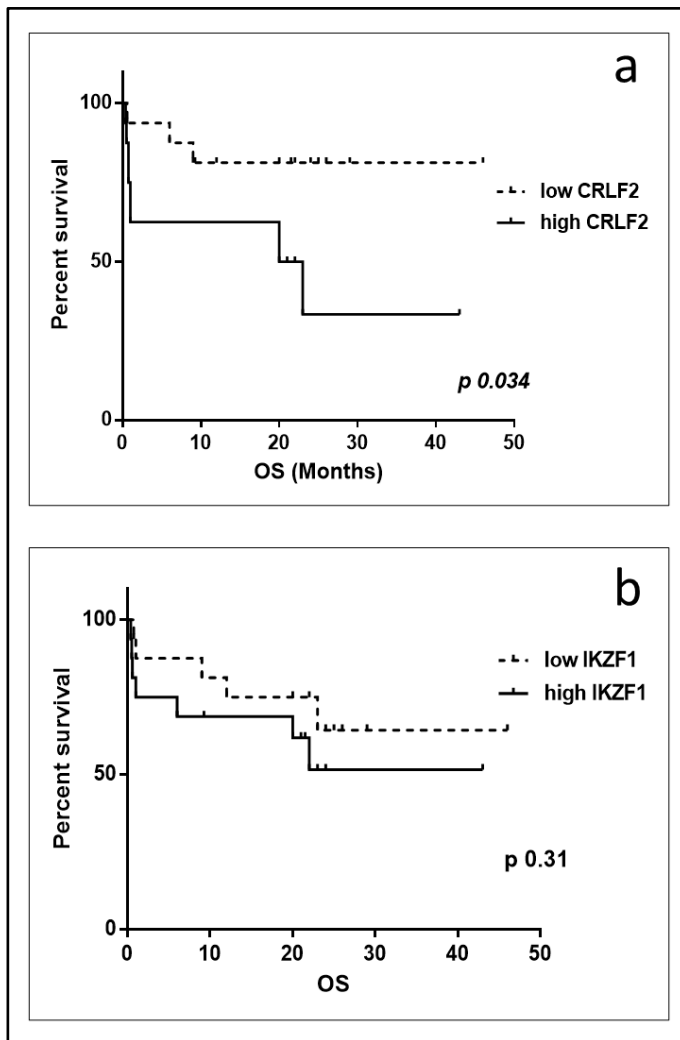 a
100
50
0
Percent survival
low CRLF2
high CRLF2
p 0.034
0 10 20 30 40 50
OS (Months)
b
100
50
0
Percent survival
low IKZF1
high IKZF1
p 0.31
0 10 20 30 40 50
OS